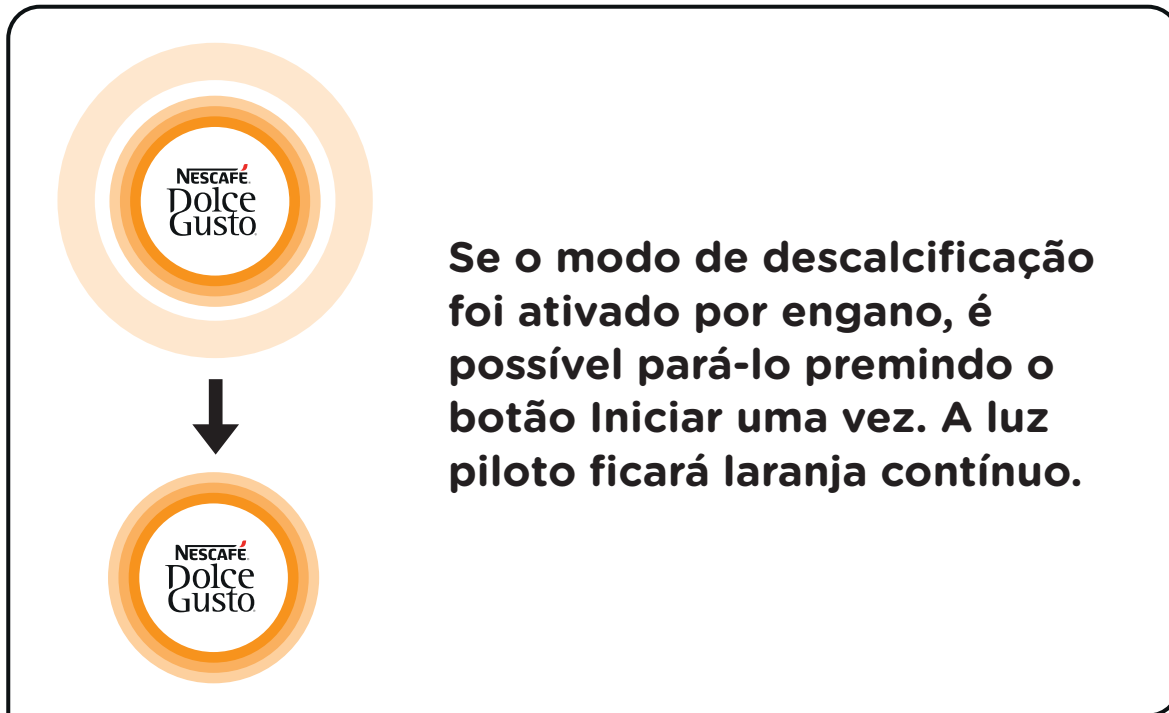 NESCAFÉ.
Dolce
Gusto
Se o modo de descalcificação
foi ativado por engano, é
possível pará-lo premindo o
botão Iniciar uma vez. A luz
piloto ficará laranja contínuo.
NESCAFÉ.
Dolce
Gusto